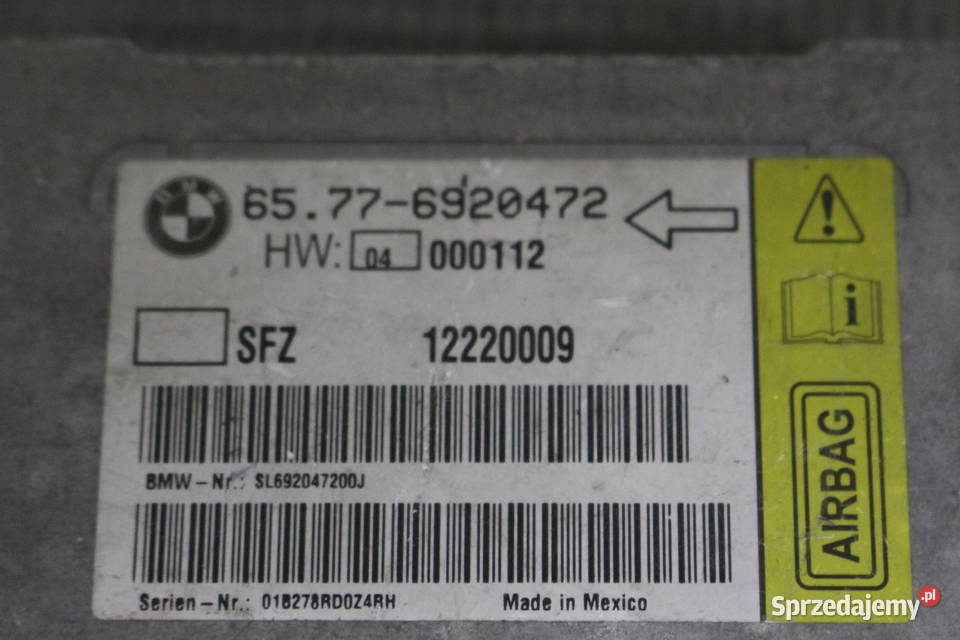 BMW
65.77-6920472
HW: 04 000112
SFZ 12220009
BMW-Nr.: SL692047200J
Serien-Nr.: 01B278RD0Z4RH Made in Mexico
i
AIRBAG
Sprzedajemy.pl